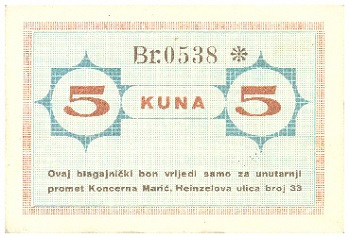 Br.0538 *
5 KUNA 5
Ovaj blagajnički bon vrijedi samo za unutarnji
promet Koncerna Marić, Heinzelova ulica broj 33